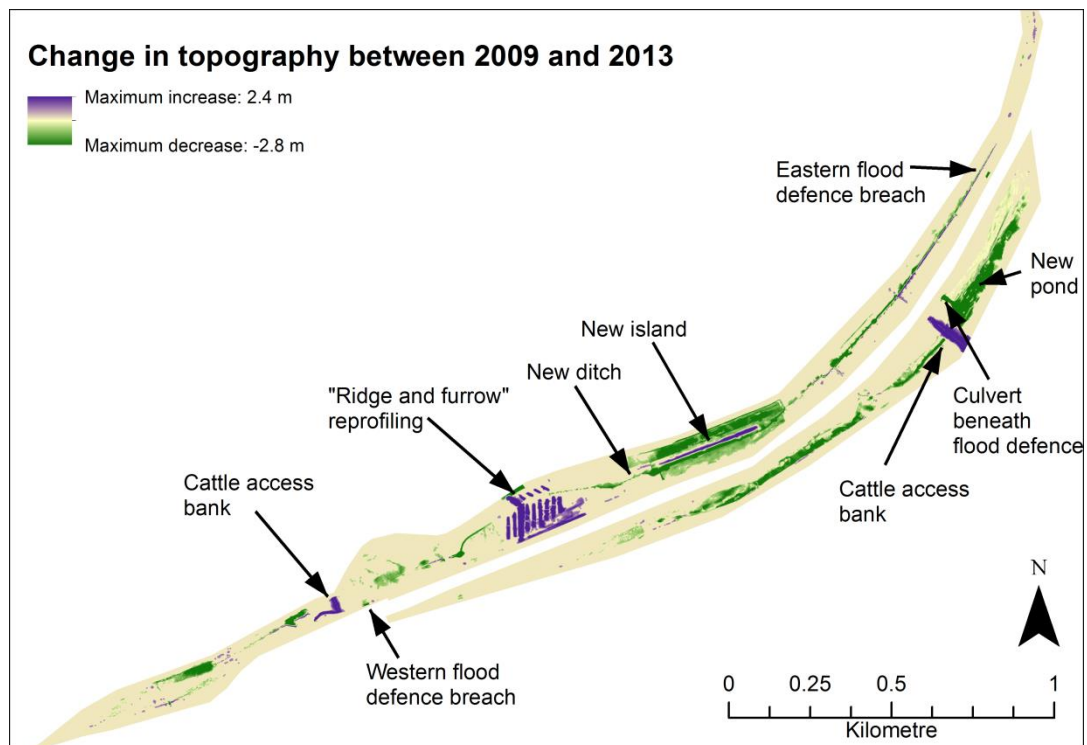 Change in topography between 2009 and 2013
Maximum increase: 2.4 m
Maximum decrease: -2.8 m
Eastern flood
defence breach
New
pond
New island
New ditch
"Ridge and furrow"
reprofiling
Culvert
beneath
flood defence
Cattle access
bank
Cattle access
bank
Western flood
defence breach
N
0 0.25 0.5 1
Kilometre